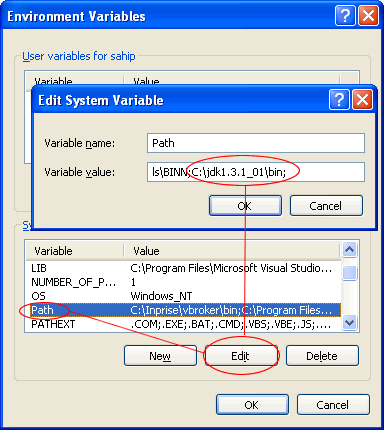 Environment Variables
User variables for sahip
Variable Value
Edit System Variable
Variable name: Path
Variable value: ls\BINN;C:\jdk1.3.1_01\bin;
OK Cancel
Sy
Variable Value
LIB C:\Program Files\Microsoft Visual Studio...
NUMBER_OF_P... 1
OS Windows_NT
Path C:\Inprise\vbroker\bin;C:\Program Files...
PATHEXT .COM;.EXE;.BAT;.CMD;.VBS;.VBE;.JS;....
New Edit Delete
OK Cancel